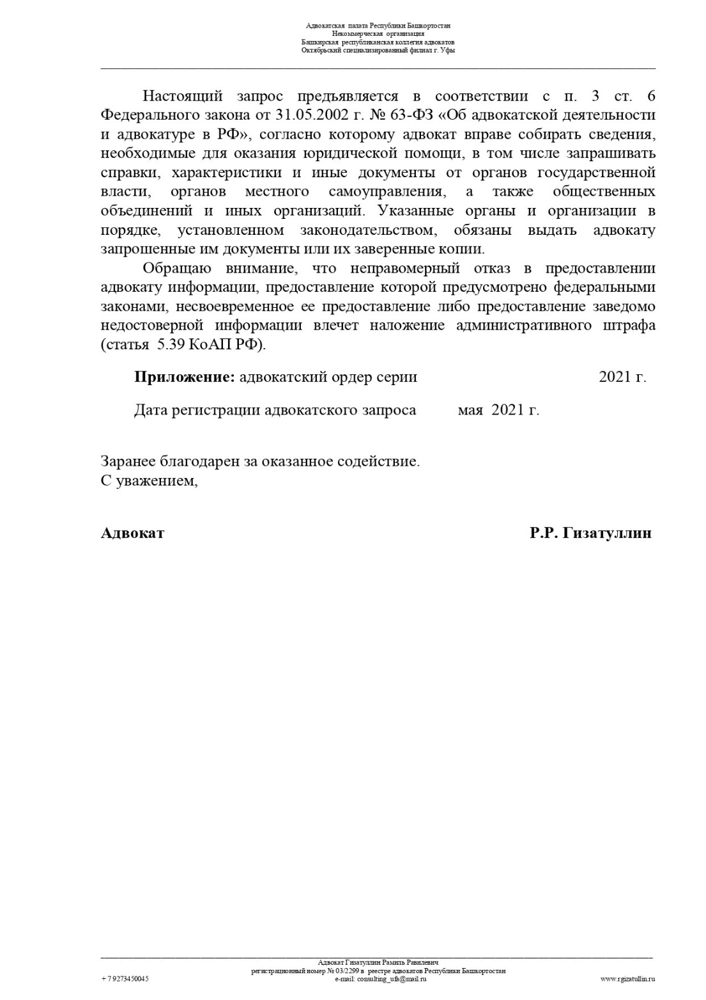 Адвокатская палата Республики Башкортостан
Некоммерческая организация
Башкирская республиканская коллегия адвокатов
Октябрьский специализированный филиал г. Уфы
Настоящий запрос предъявляется в соответствии с п. 3 ст. 6
Федерального закона от 31.05.2002 г. № 63-ФЗ «Об адвокатской деятельности
и адвокатуре в РФ», согласно которому адвокат вправе собирать сведения,
необходимые для оказания юридической помощи, в том числе запрашивать
справки, характеристики и иные документы от органов государственной
власти, органов местного самоуправления, а также общественных
объединений и иных организаций. Указанные органы и организации в
порядке, установленном законодательством, обязаны выдать адвокату
запрошенные им документы или их заверенные копии.
Обращаю внимание, что неправомерный отказ в предоставлении
адвокату информации, предоставление которой предусмотрено федеральными
законами, несвоевременное ее предоставление либо предоставление заведомо
недостоверной информации влечет наложение административного штрафа
(статья 5.39 КоАП РФ).
Приложение: адвокатский ордер серии 2021 г.
Дата регистрации адвокатского запроса мая 2021 г.
Заранее благодарен за оказанное содействие.
С уважением,
Адвокат Р.Р. Гизатуллин
Адвокат Гизатуллин Рамиль Равилевич
регистрационный номер № 03/2299 в реестре адвокатов Республики Башкортостан
+ 7 9273450045 e-mail: consulting_ufa@mail.ru www.rgizatullin.ru